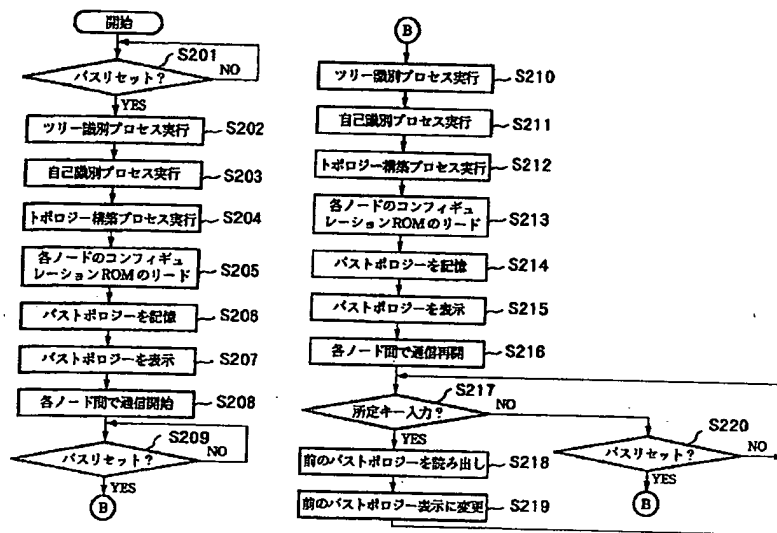 開始
S201
バスリセット?
NO
YES
ツリー識別プロセス実行
S202
自己識別プロセス実行
S203
トポロジー構築プロセス実行
S204
各ノードのコンフィギュ
レーションROMのリード
S205
バストポロジーを記憶
S206
バストポロジーを表示
S207
各ノード間で通信開始
S208
S209
バスリセット?
NO
YES
B
B
ツリー識別プロセス実行
S210
自己識別プロセス実行
S211
トポロジー構築プロセス実行
S212
各ノードのコンフィギュ
レーションROMのリード
S213
バストポロジーを記憶
S214
バストポロジーを表示
S215
各ノード間で通信再開
S216
S217
所定キー入力?
NO
YES
前のバストポロジーを読み出し
S218
前のバストポロジー表示に変更
S219
S220
バスリセット?
NO
YES
B